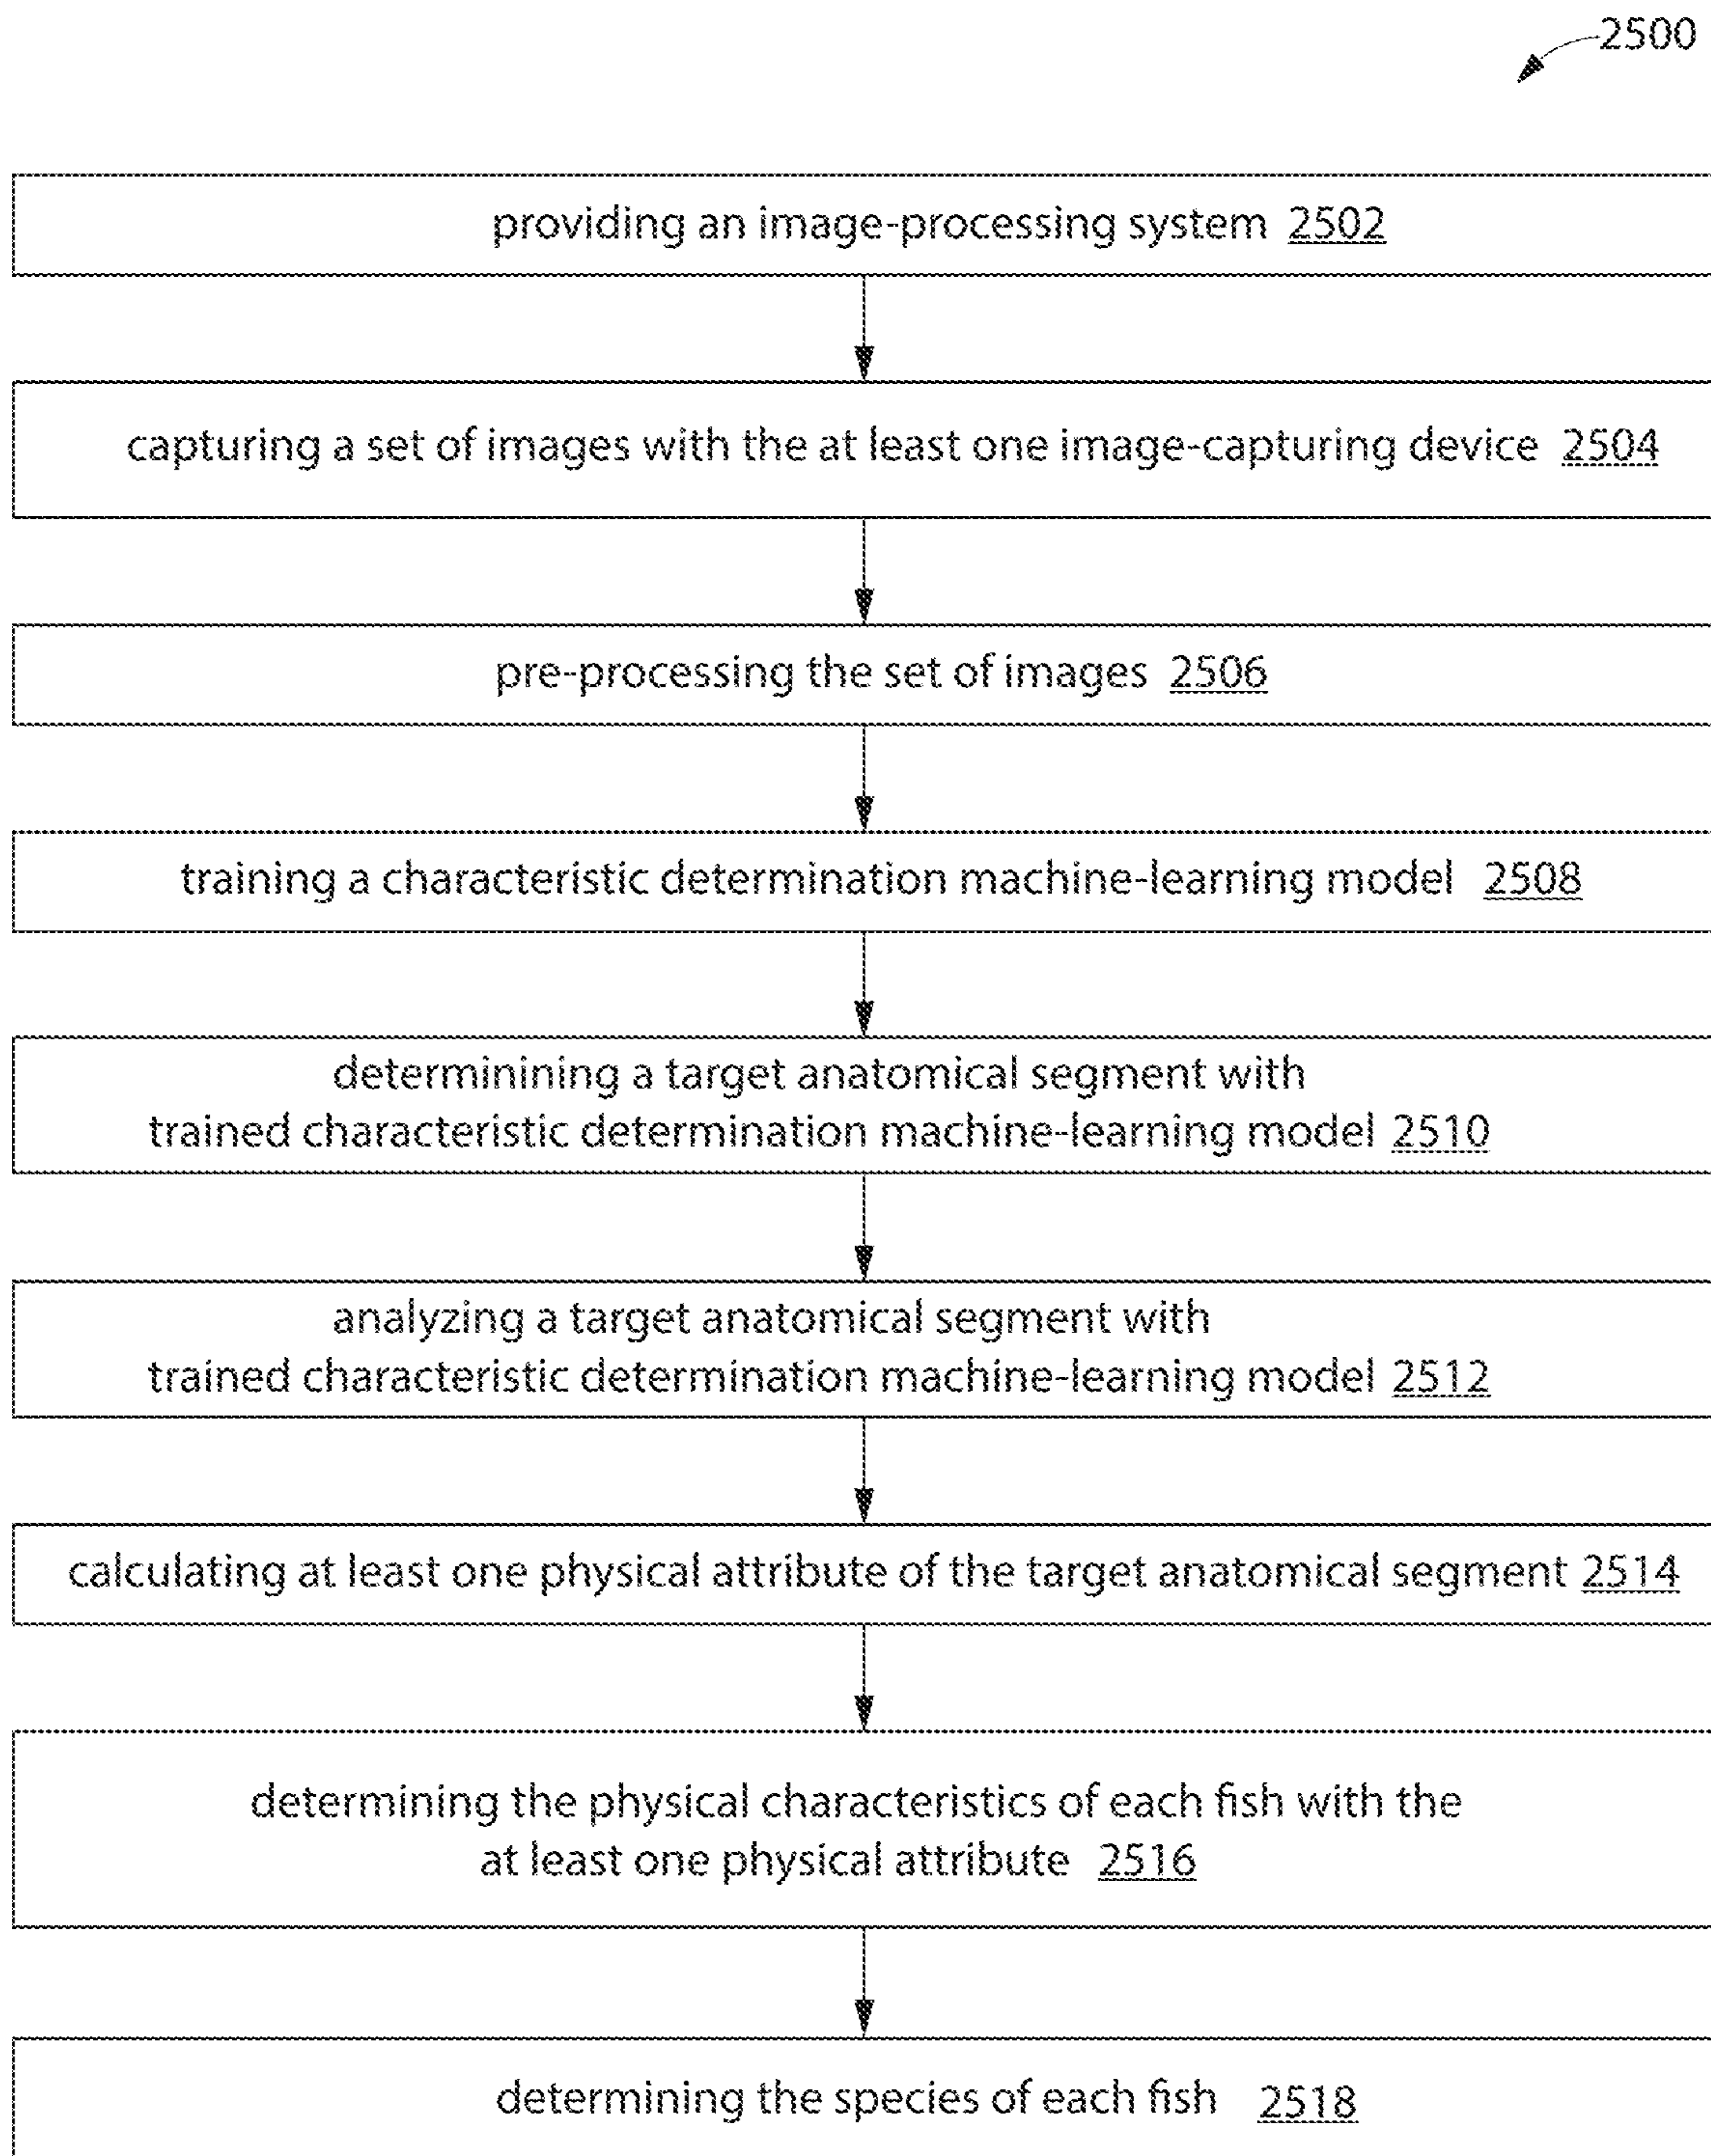 2500
providing an image-processing system 2502
capturing a set of images with the at least one image-capturing device 2504
pre-processing the set of images 2506
training a characteristic determination machine-learning model 2508
determinining a target anatomical segment with
trained characteristic determination machine-learning model 2510
analyzing a target anatomical segment with
trained characteristic determination machine-learning model 2512
calculating at least one physical attribute of the target anatomical segment 2514
determining the physical characteristics of each fish with the
at least one physical attribute 2516
determining the species of each fish 2518